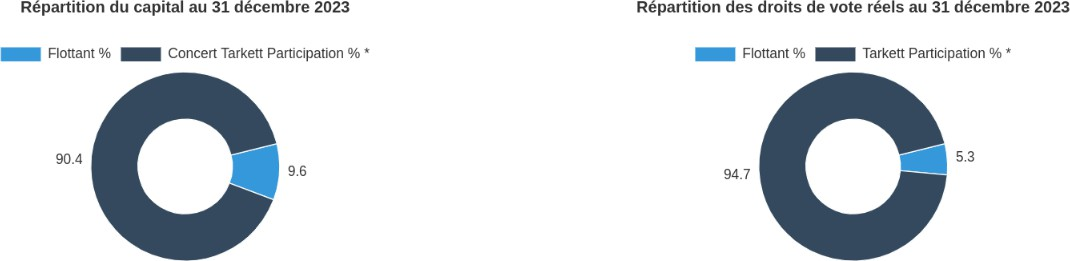 Répartition du capital au 31 décembre 2023
Flottant % Concert Tarkett Participation % *
90.4
9.6
Répartition des droits de vote réels au 31 décembre 2023
Flottant % Tarkett Participation % *
5.3
94.7